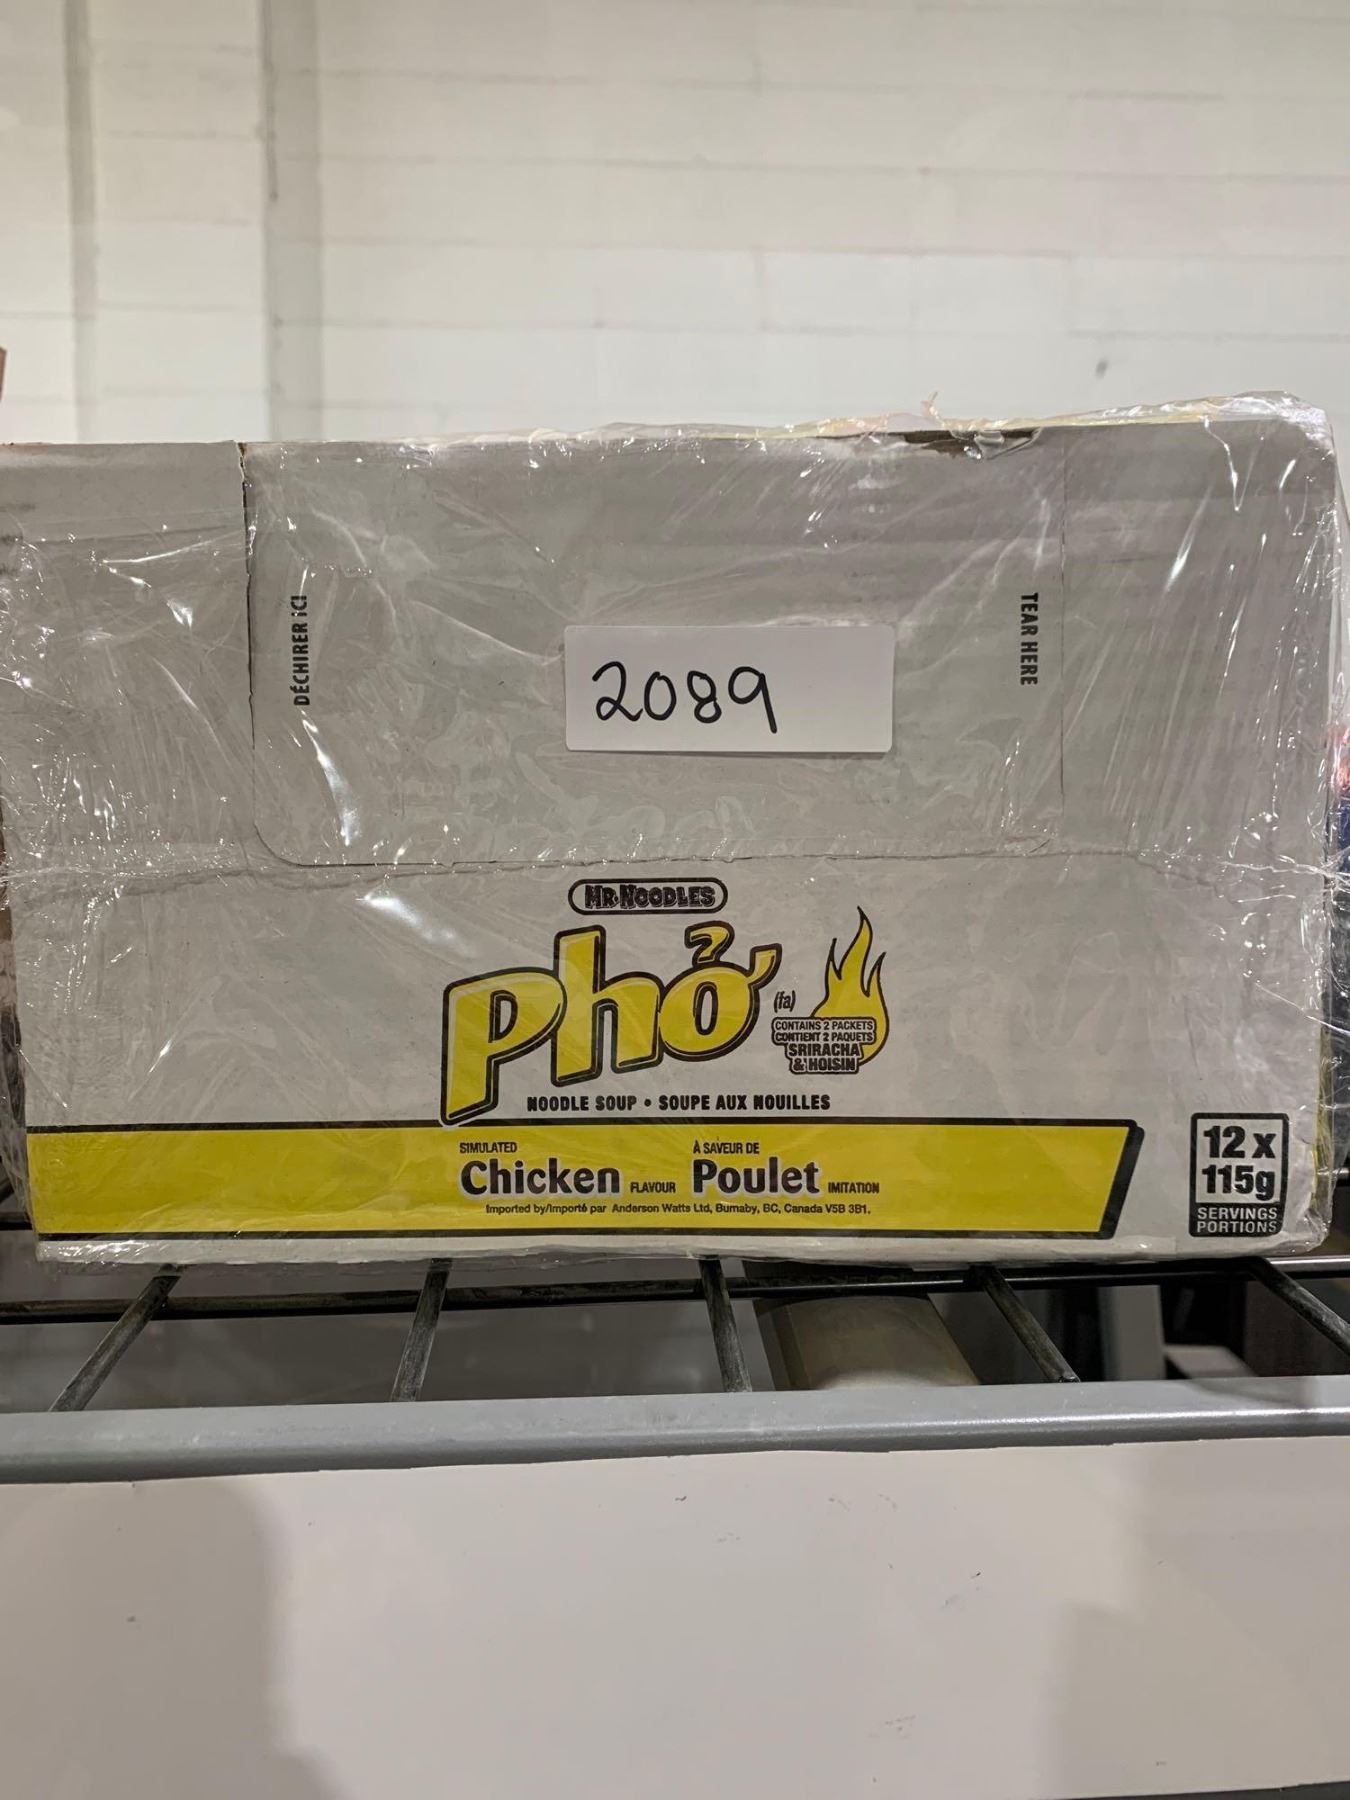 DÉCHIRER ICI
TEAR HERE
2089
MR. NOODLES
phở
(fa)
CONTAINS 2 PACKETS
CONTIENT 2 PAQUETS
SRIRACHA
& HOISIN
NOODLE SOUP • SOUPE AUX NOUILLES
SIMULATED
Chicken FLAVOUR
À SAVEUR DE
Poulet IMITATION
Imported by/Importé par Anderson Watts Ltd, Burnaby, BC, Canada V5B 3B1.
12 x
115g
SERVINGS
PORTIONS